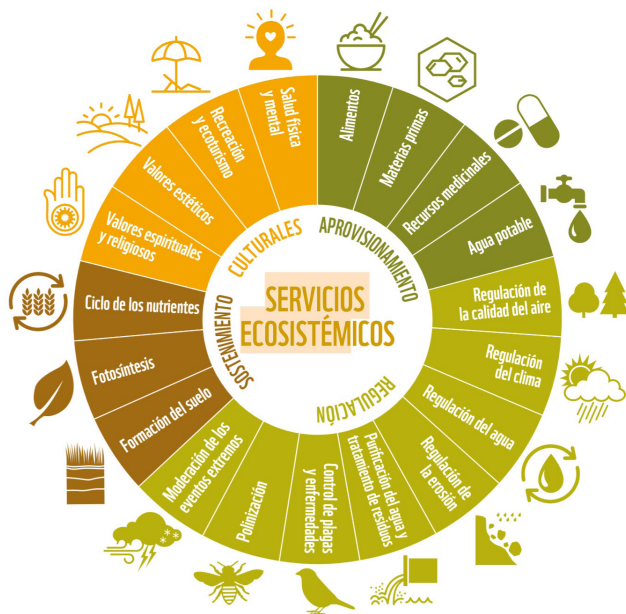 SERVICIOS
ECOSISTÉMICOS
APROVISIONAMIENTO
Alimentos
Materias primas
Recursos medicinales
Agua potable
REGULACIÓN
Regulación de
la calidad del aire
Regulación
del clima
Regulación del agua
Regulación de
la erosión
Purificación del agua y
tratamiento de residuos
Control de plagas
y enfermedades
Polinización
Moderación de los
eventos extremos
SOSTENIMIENTO
Formación del suelo
Fotosíntesis
Ciclo de los nutrientes
CULTURALES
Valores espirituales
y religiosos
Valores estéticos
Recreación
y ecoturismo
Salud física
y mental